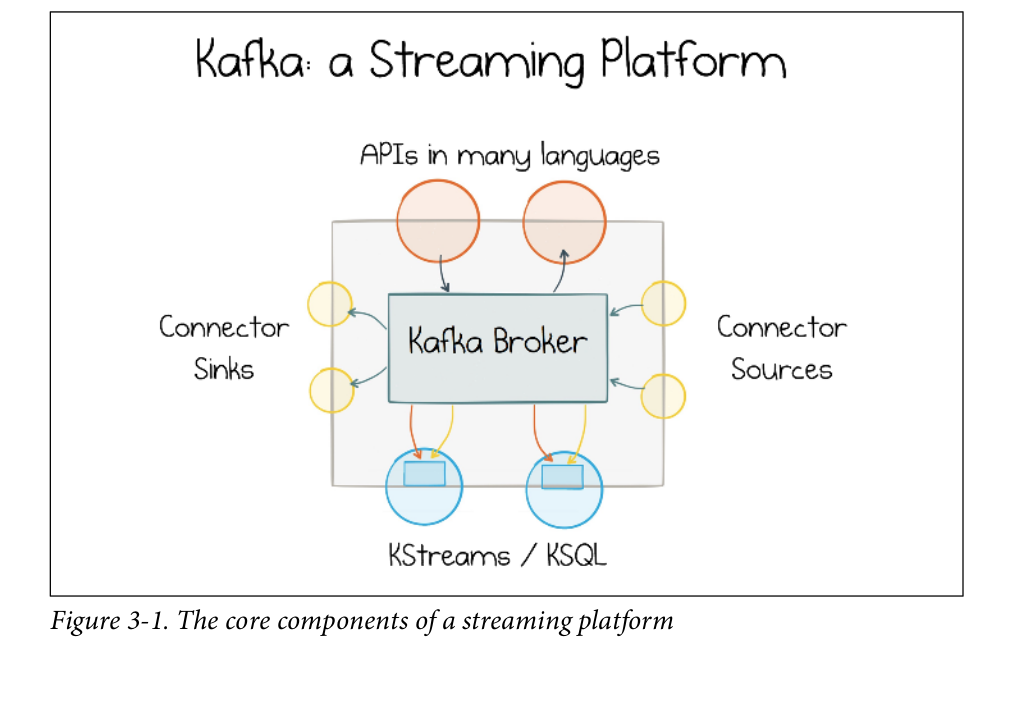 Kafka: a Streaming Platform
APIs in many languages
Kafka Broker
Connector
Sinks
Connector
Sources
KStreams / KSQL
Figure 3-1. The core components of a streaming platform